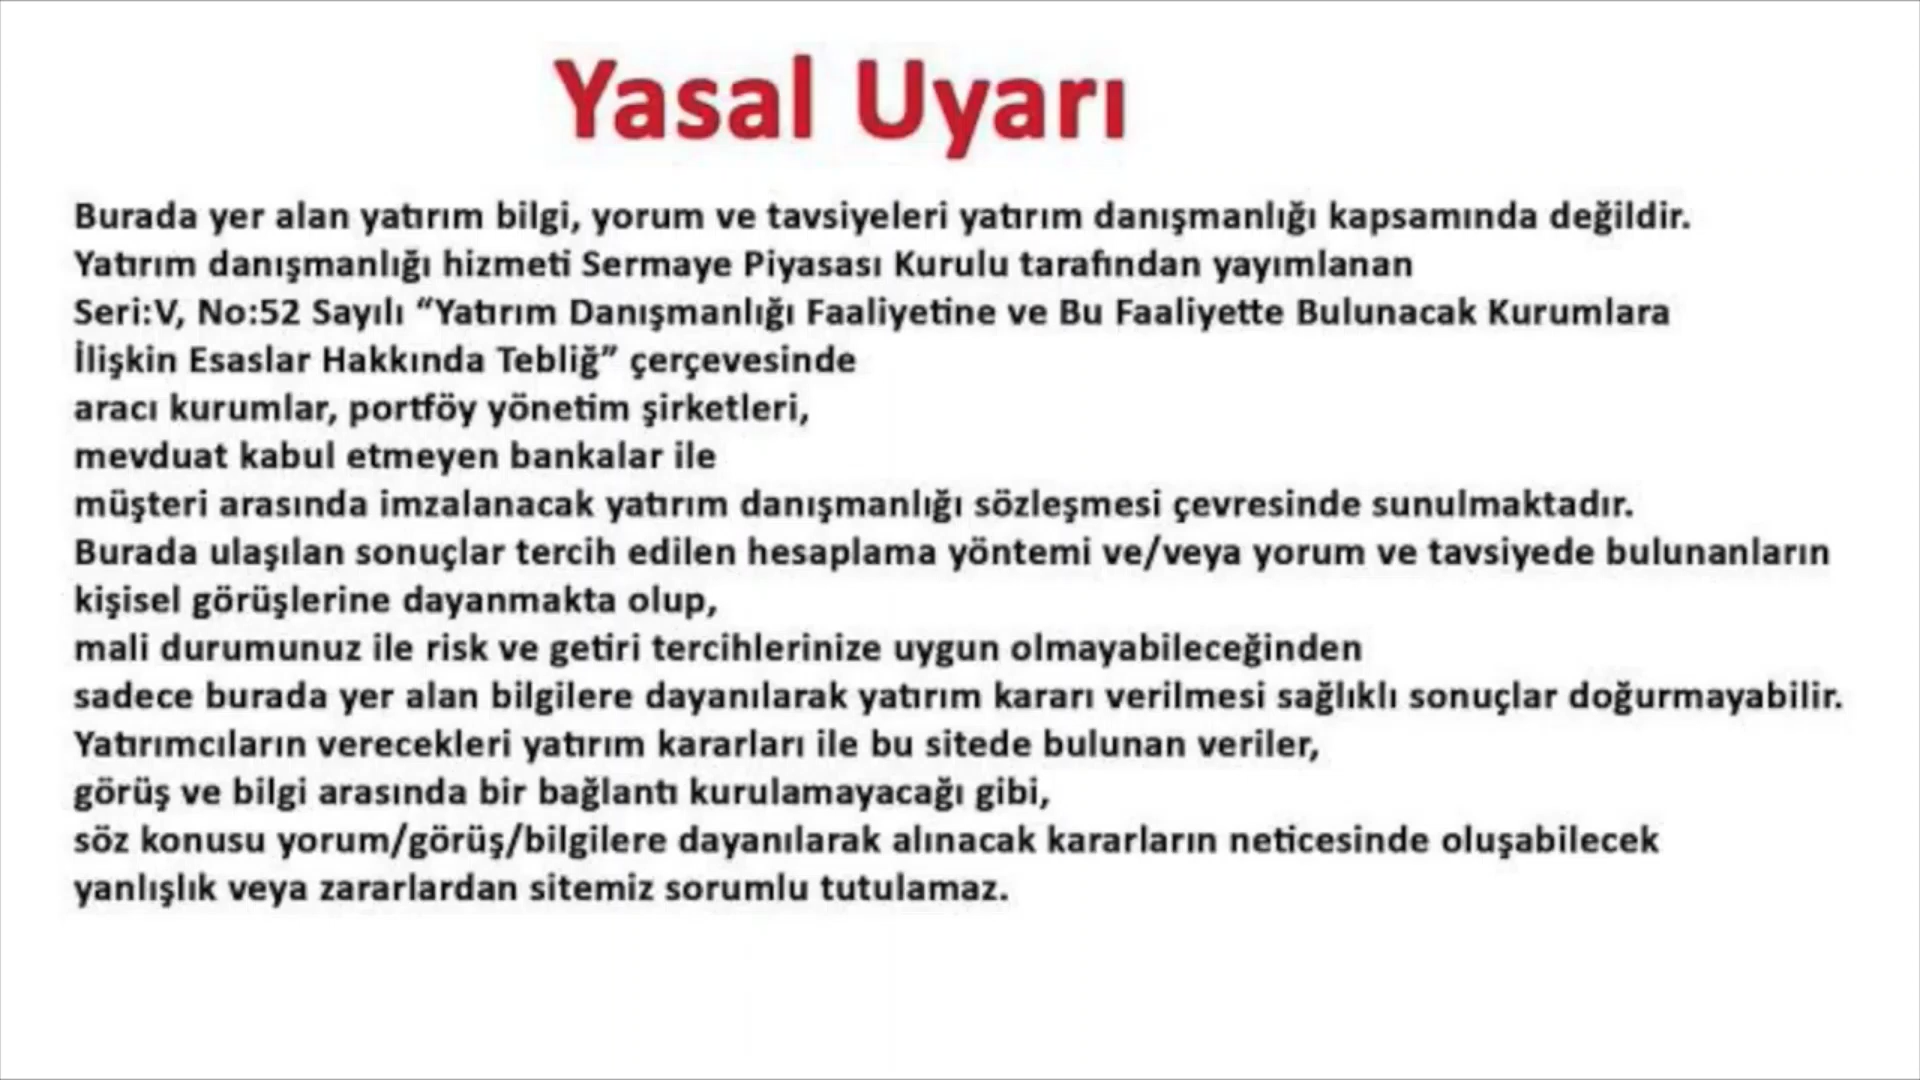 Yasal Uyarı
Burada yer alan yatırım bilgi, yorum ve tavsiyeleri yatırım danışmanlığı kapsamında değildir.
Yatırım danışmanlığı hizmeti Sermaye Piyasası Kurulu tarafından yayımlanan
Seri:V, No:52 Sayılı “Yatırım Danışmanlığı Faaliyetine ve Bu Faaliyette Bulunacak Kurumlara
İlişkin Esaslar Hakkında Tebliğ” çerçevesinde
aracı kurumlar, portföy yönetim şirketleri,
mevduat kabul etmeyen bankalar ile
müşteri arasında imzalanacak yatırım danışmanlığı sözleşmesi çevresinde sunulmaktadır.
Burada ulaşılan sonuçlar tercih edilen hesaplama yöntemi ve/veya yorum ve tavsiyede bulunanların
kişisel görüşlerine dayanmakta olup,
mali durumunuz ile risk ve getiri tercihlerinize uygun olmayabileceğinden
sadece burada yer alan bilgilere dayanılarak yatırım kararı verilmesi sağlıklı sonuçlar doğurmayabilir.
Yatırımcıların verecekleri yatırım kararları ile bu sitede bulunan veriler,
görüş ve bilgi arasında bir bağlantı kurulamayacağı gibi,
söz konusu yorum/görüş/bilgilere dayanılarak alınacak kararların neticesinde oluşabilecek
yanlışlık veya zararlardan sitemiz sorumlu tutulamaz.